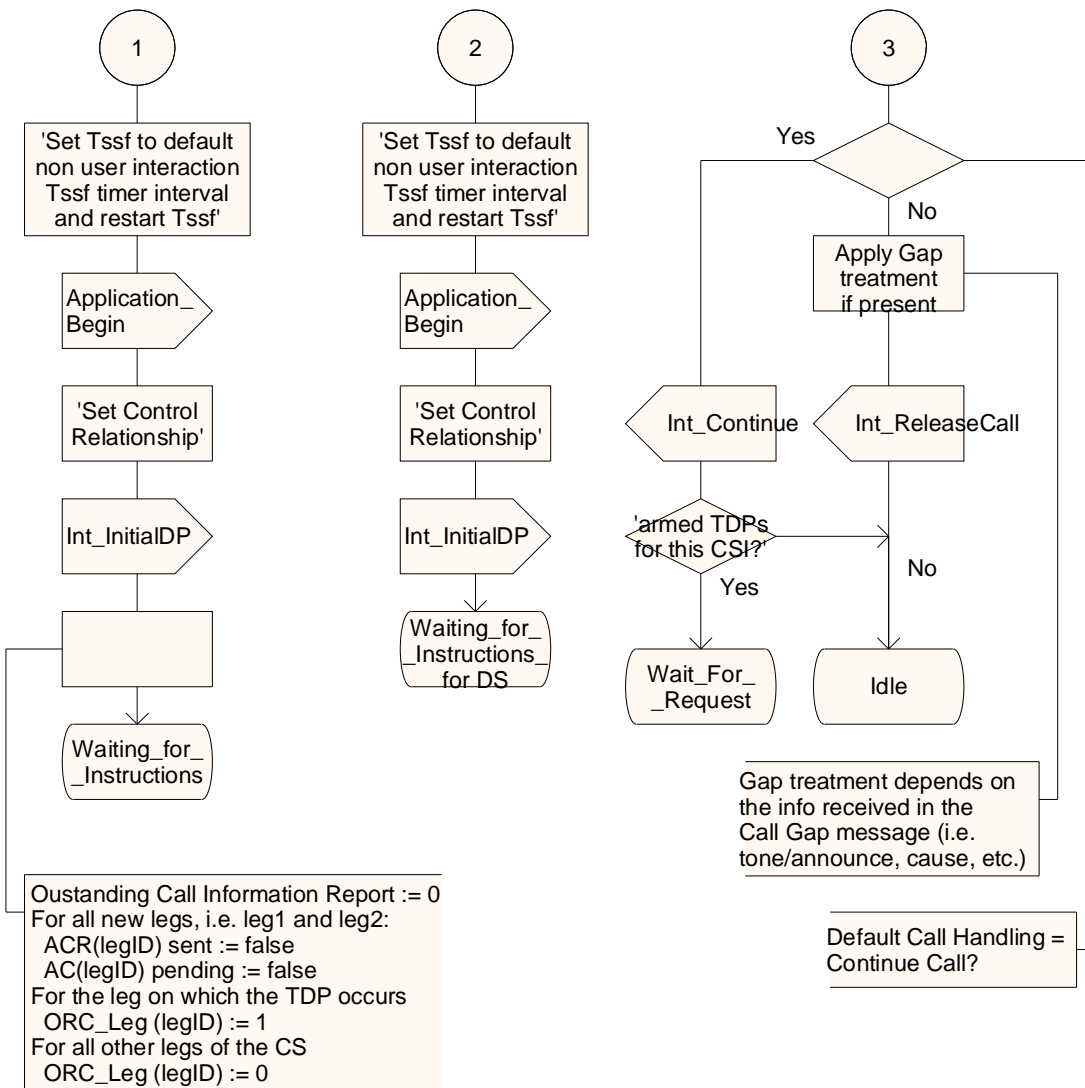 1
'Set Tssf to default
non user interaction
Tssf timer interval
and restart Tssf'
Application_
Begin
'Set Control
Relationship'
Int_InitialDP
Waiting_for_
_Instructions
Oustanding Call Information Report := 0
For all new legs, i.e. leg1 and leg2:
ACR(legID) sent := false
AC(legID) pending := false
For the leg on which the TDP occurs
ORC_Leg (legID) := 1
For all other legs of the CS
ORC_Leg (legID) := 0
2
'Set Tssf to default
non user interaction
Tssf timer interval
and restart Tssf'
Application_
Begin
'Set Control
Relationship'
Int_InitialDP
Waiting_for_
_Instructions_
for DS
3
Yes
No
Apply Gap
treatment
if present
Int_Continue
Int_ReleaseCall
'armed TDPs
for this CSI?'
No
Yes
Wait_For_
_Request
Idle
Gap treatment depends on
the info received in the
Call Gap message (i.e.
tone/announce, cause, etc.)
Default Call Handling =
Continue Call?